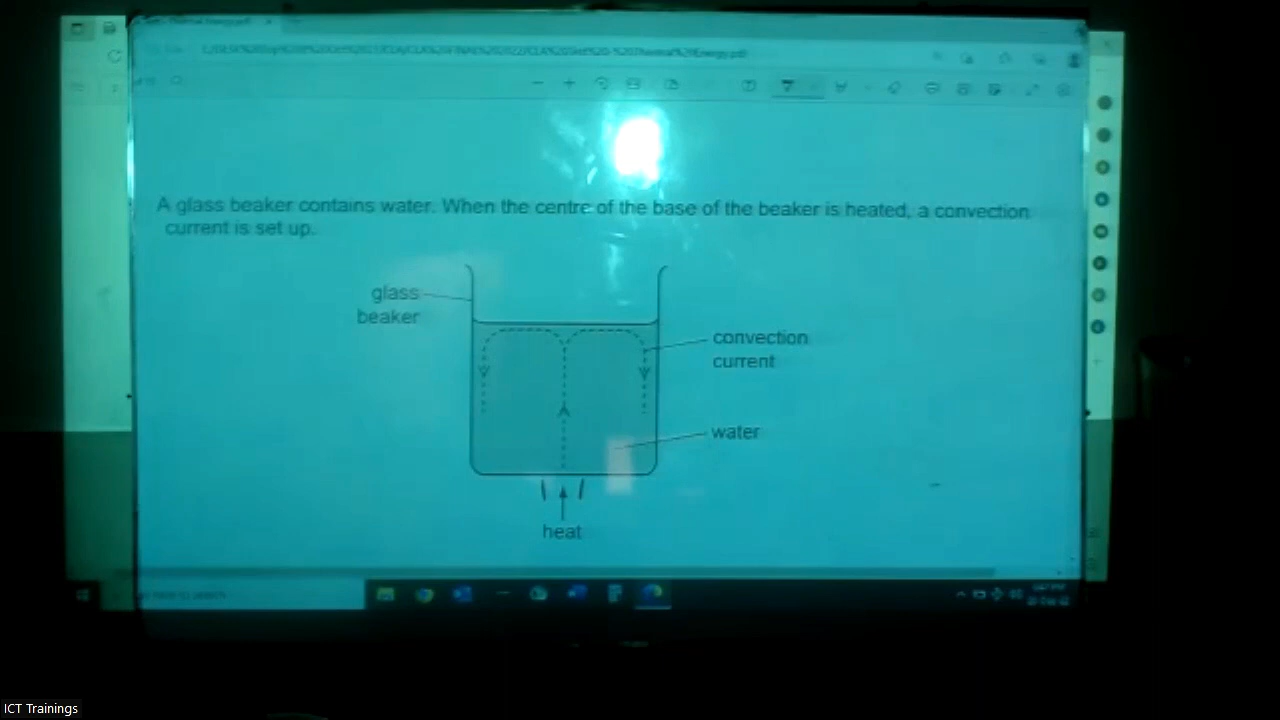 A glass beaker contains water. When the centre of the base of the beaker is heated, a convection
current is set up.
glass
beaker
convection
current
water
heat
ICT Trainings